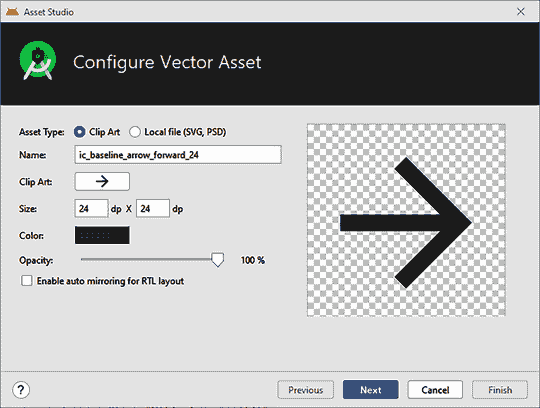 Asset Studio
Configure Vector Asset
Asset Type: Clip Art Local file (SVG, PSD)
Name: ic_baseline_arrow_forward_24
Clip Art:
Size: 24 dp X 24 dp
Color:
Opacity: 100 %
Enable auto mirroring for RTL layout
? Previous Next Cancel Finish